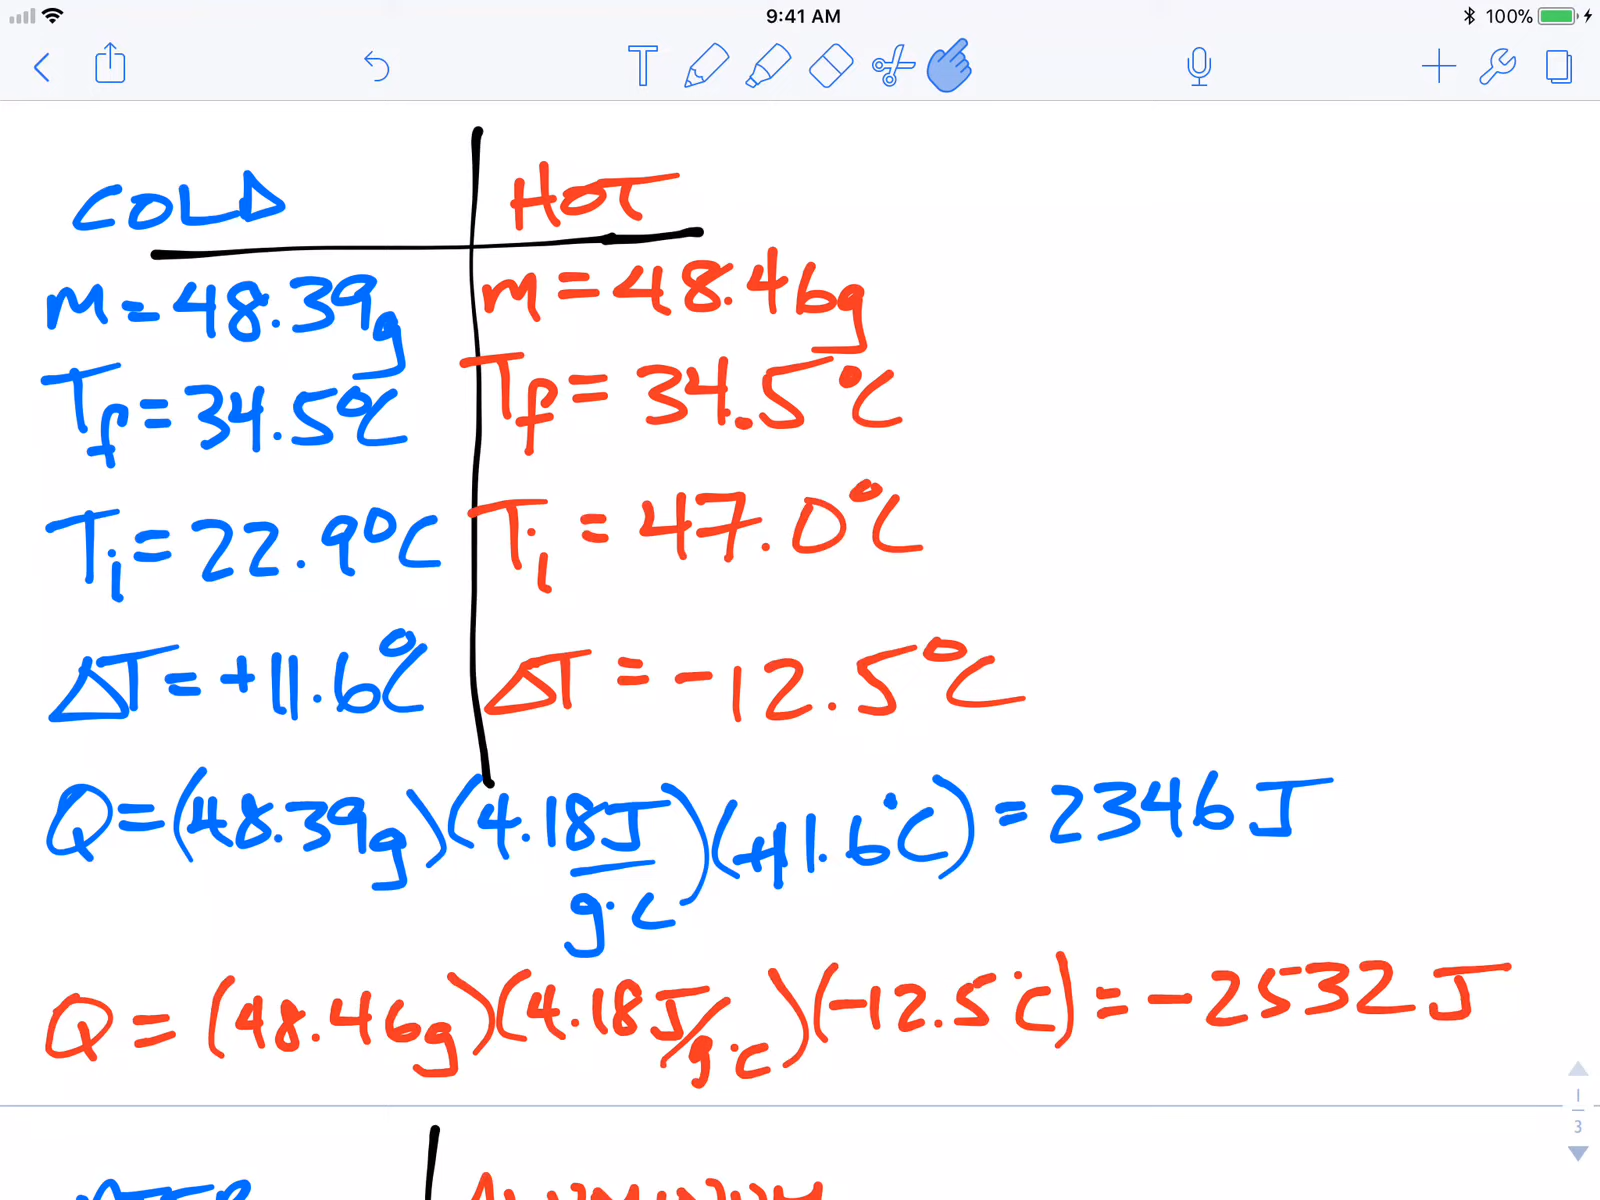 9:41 AM
100%
T
COLD
HOT
m=48.39g
m=48.46g
Tf=34.5°C
Tf=34.5°C
Ti=22.9°C
Ti=47.0°C
ΔT=+11.6°C
ΔT=-12.5°C
Q=(48.39g)(4.18J/g·C)(+11.6°C)=2346J
Q=(48.46g)(4.18J/g·C)(-12.5°C)=-2532J
1
3
ALUMINUM